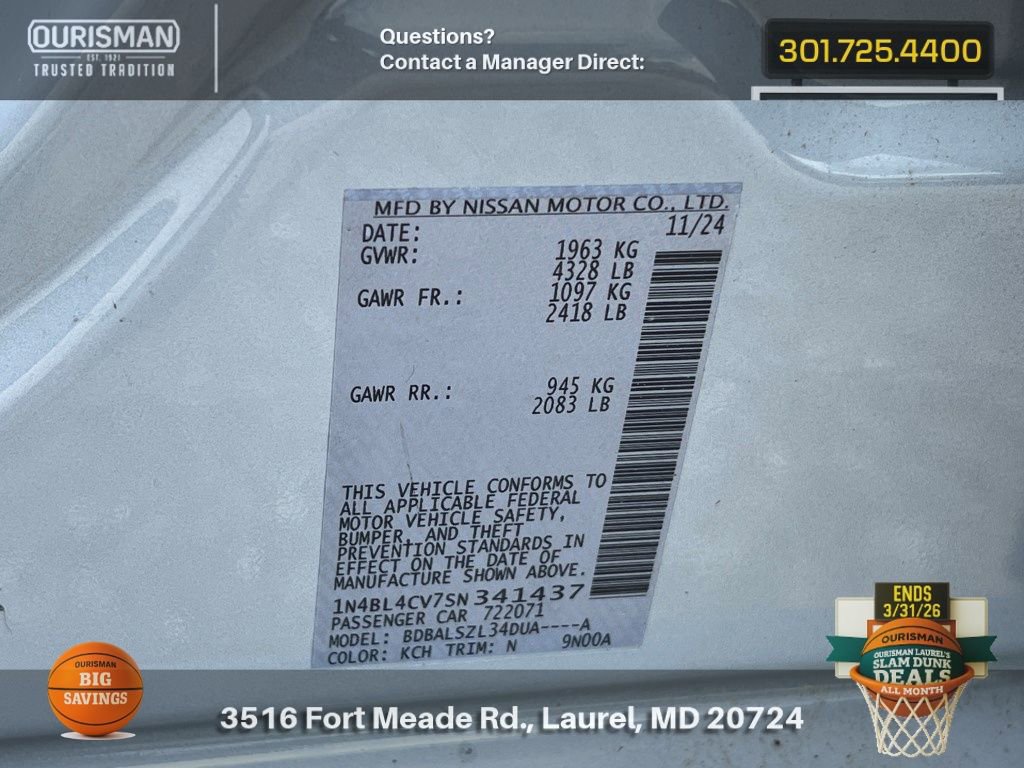 OURISMAN
EST. 1921
TRUSTED TRADITION
Questions?
Contact a Manager Direct:
301.725.4400
MFD BY NISSAN MOTOR CO., LTD.
DATE: 11/24
GVWR: 1963 KG
4328 LB
GAWR FR.: 1097 KG
2418 LB
GAWR RR.: 945 KG
2083 LB
THIS VEHICLE CONFORMS TO
ALL APPLICABLE FEDERAL
MOTOR VEHICLE SAFETY,
BUMPER, AND THEFT
PREVENTION STANDARDS IN
EFFECT ON THE DATE OF
MANUFACTURE SHOWN ABOVE.
1N4BL4CV7SN341437
PASSENGER CAR 722071
MODEL: BDBALSZL34DUA----A
COLOR: KCH TRIM: N 9N00A
OURISMAN
BIG
SAVINGS
3516 Fort Meade Rd., Laurel, MD 20724
ENDS
3/31/26
OURISMAN
OURISMAN LAUREL'S
SLAM DUNK
DEALS
ALL MONTH